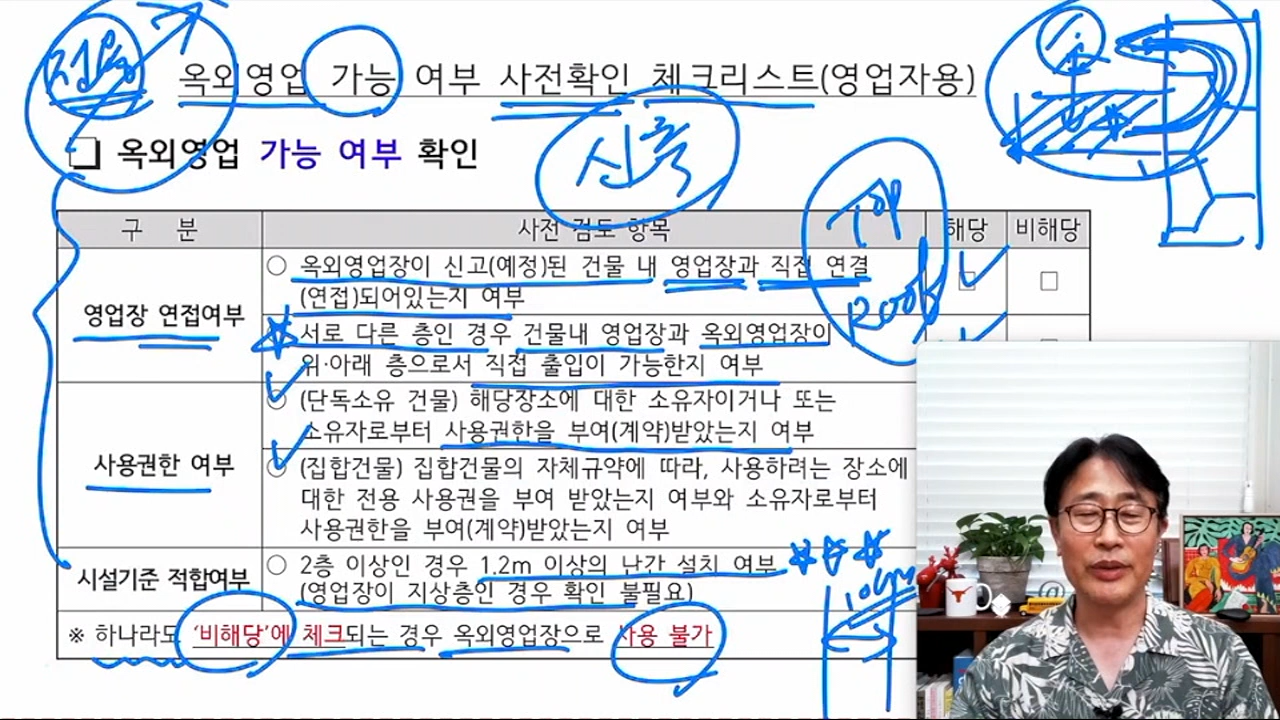 옥외영업 가능 여부 사전확인 체크리스트(영업자용)
❏ 옥외영업 가능 여부 확인
신축
Top
Roof
구 분
사전 검토 항목
해당
비해당
영업장 연접여부
○ 옥외영업장이 신고(예정)된 건물 내 영업장과 직접 연결
(연접)되어있는지 여부
서로 다른 층인 경우 건물내 영업장과 옥외영업장이
위·아래 층으로서 직접 출입이 가능한지 여부
사용권한 여부
○ (단독소유 건물) 해당장소에 대한 소유자이거나 또는
소유자로부터 사용권한을 부여(계약)받았는지 여부
○ (집합건물) 집합건물의 자체규약에 따라, 사용하려는 장소에
대한 전용 사용권을 부여 받았는지 여부와 소유자로부터
사용권한을 부여(계약)받았는지 여부
시설기준 적합여부
○ 2층 이상인 경우 1.2m 이상의 난간 설치 여부
(영업장이 지상층인 경우 확인 불필요)
10cm
※ 하나라도 '비해당'에 체크되는 경우 옥외영업장으로 사용 불가